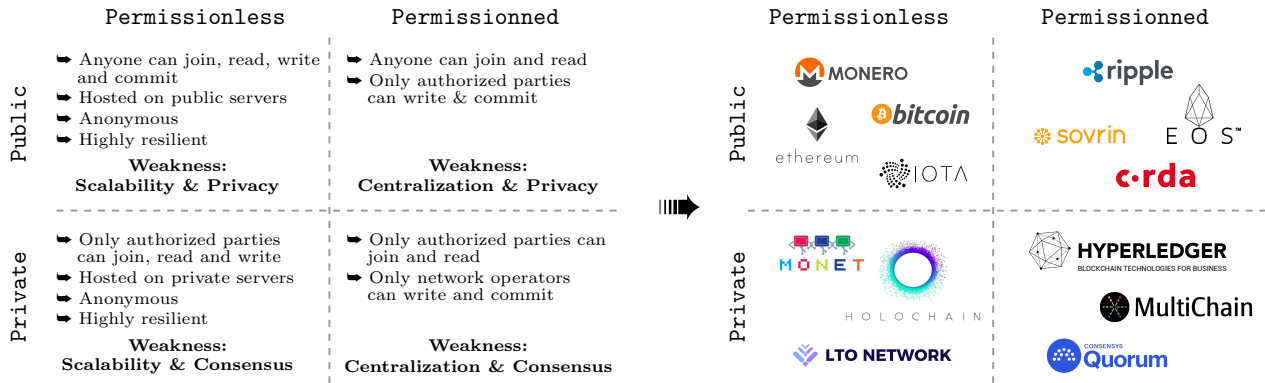 Permissionless
Permissionned
Public
➥ Anyone can join, read, write
and commit
➥ Hosted on public servers
➥ Anonymous
➥ Highly resilient
Weakness:
Scalability & Privacy
➥ Anyone can join and read
➥ Only authorized parties
can write & commit
Weakness:
Centralization & Privacy
Private
➥ Only authorized parties
can join, read and write
➥ Hosted on private servers
➥ Anonymous
➥ Highly resilient
Weakness:
Scalability & Consensus
➥ Only authorized parties can
join and read
➥ Only network operators
can write and commit
Weakness:
Centralization & Consensus
Permissionless
Permissionned
Public
MONERO
bitcoin
ethereum
IOTA
ripple
EOS™
sovrin
c·rda
Private
MONET
HOLOCHAIN
LTO NETWORK
HYPERLEDGER
BLOCKCHAIN TECHNOLOGIES FOR BUSINESS
MultiChain
CONSENSYS
Quorum